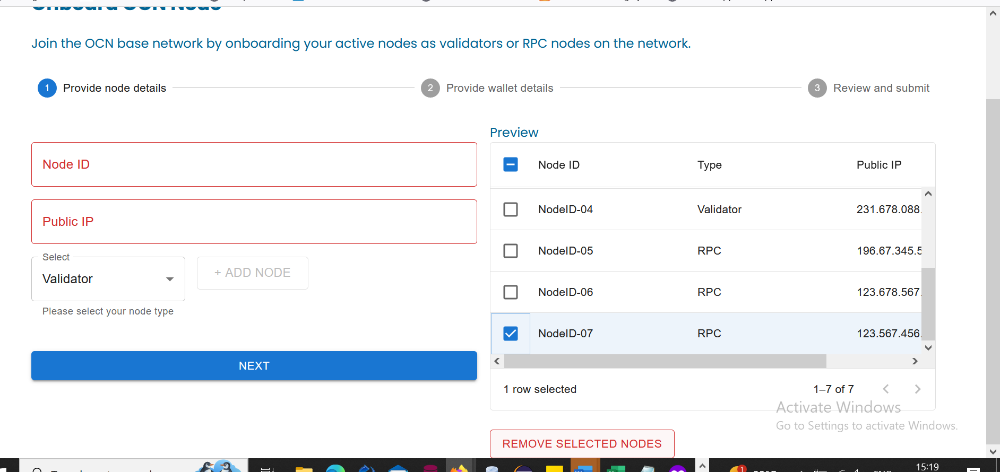 Onboard OCN Node
Join the OCN base network by onboarding your active nodes as validators or RPC nodes on the network.
1 Provide node details
2 Provide wallet details
3 Review and submit
Preview
Node ID
Public IP
Select
Validator
+ ADD NODE
Please select your node type
NEXT
Node ID Type Public IP
NodeID-04 Validator 231.678.088.
NodeID-05 RPC 196.67.345.5
NodeID-06 RPC 123.678.567.
NodeID-07 RPC 123.567.456.
1 row selected 1–7 of 7
Activate Windows
Go to Settings to activate Windows.
REMOVE SELECTED NODES
1
15:19